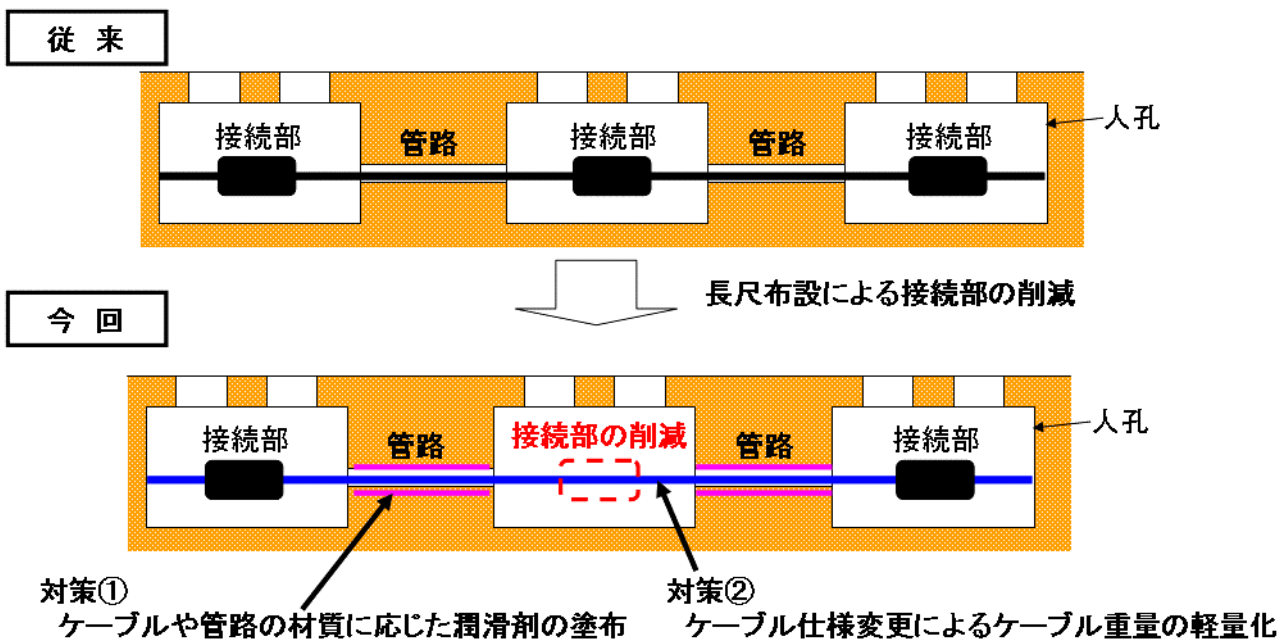 従 来
接続部
管路
接続部
管路
接続部
人孔
長尺布設による接続部の削減
今 回
接続部
管路
接続部の削減
管路
接続部
人孔
対策①
ケーブルや管路の材質に応じた潤滑剤の塗布
対策②
ケーブル仕様変更によるケーブル重量の軽量化